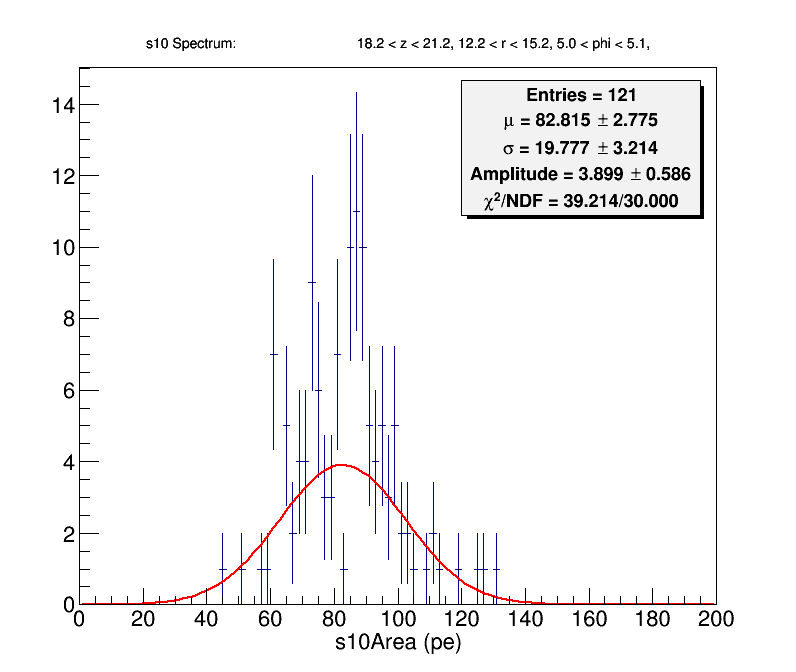 s10 Spectrum: 18.2 < z < 21.2, 12.2 < r < 15.2, 5.0 < phi < 5.1,
Entries = 121
μ = 82.815 ± 2.775
σ = 19.777 ± 3.214
Amplitude = 3.899 ± 0.586
χ²/NDF = 39.214/30.000
14
12
10
8
6
4
2
0
0 20 40 60 80 100 120 140 160 180 200
s10Area (pe)